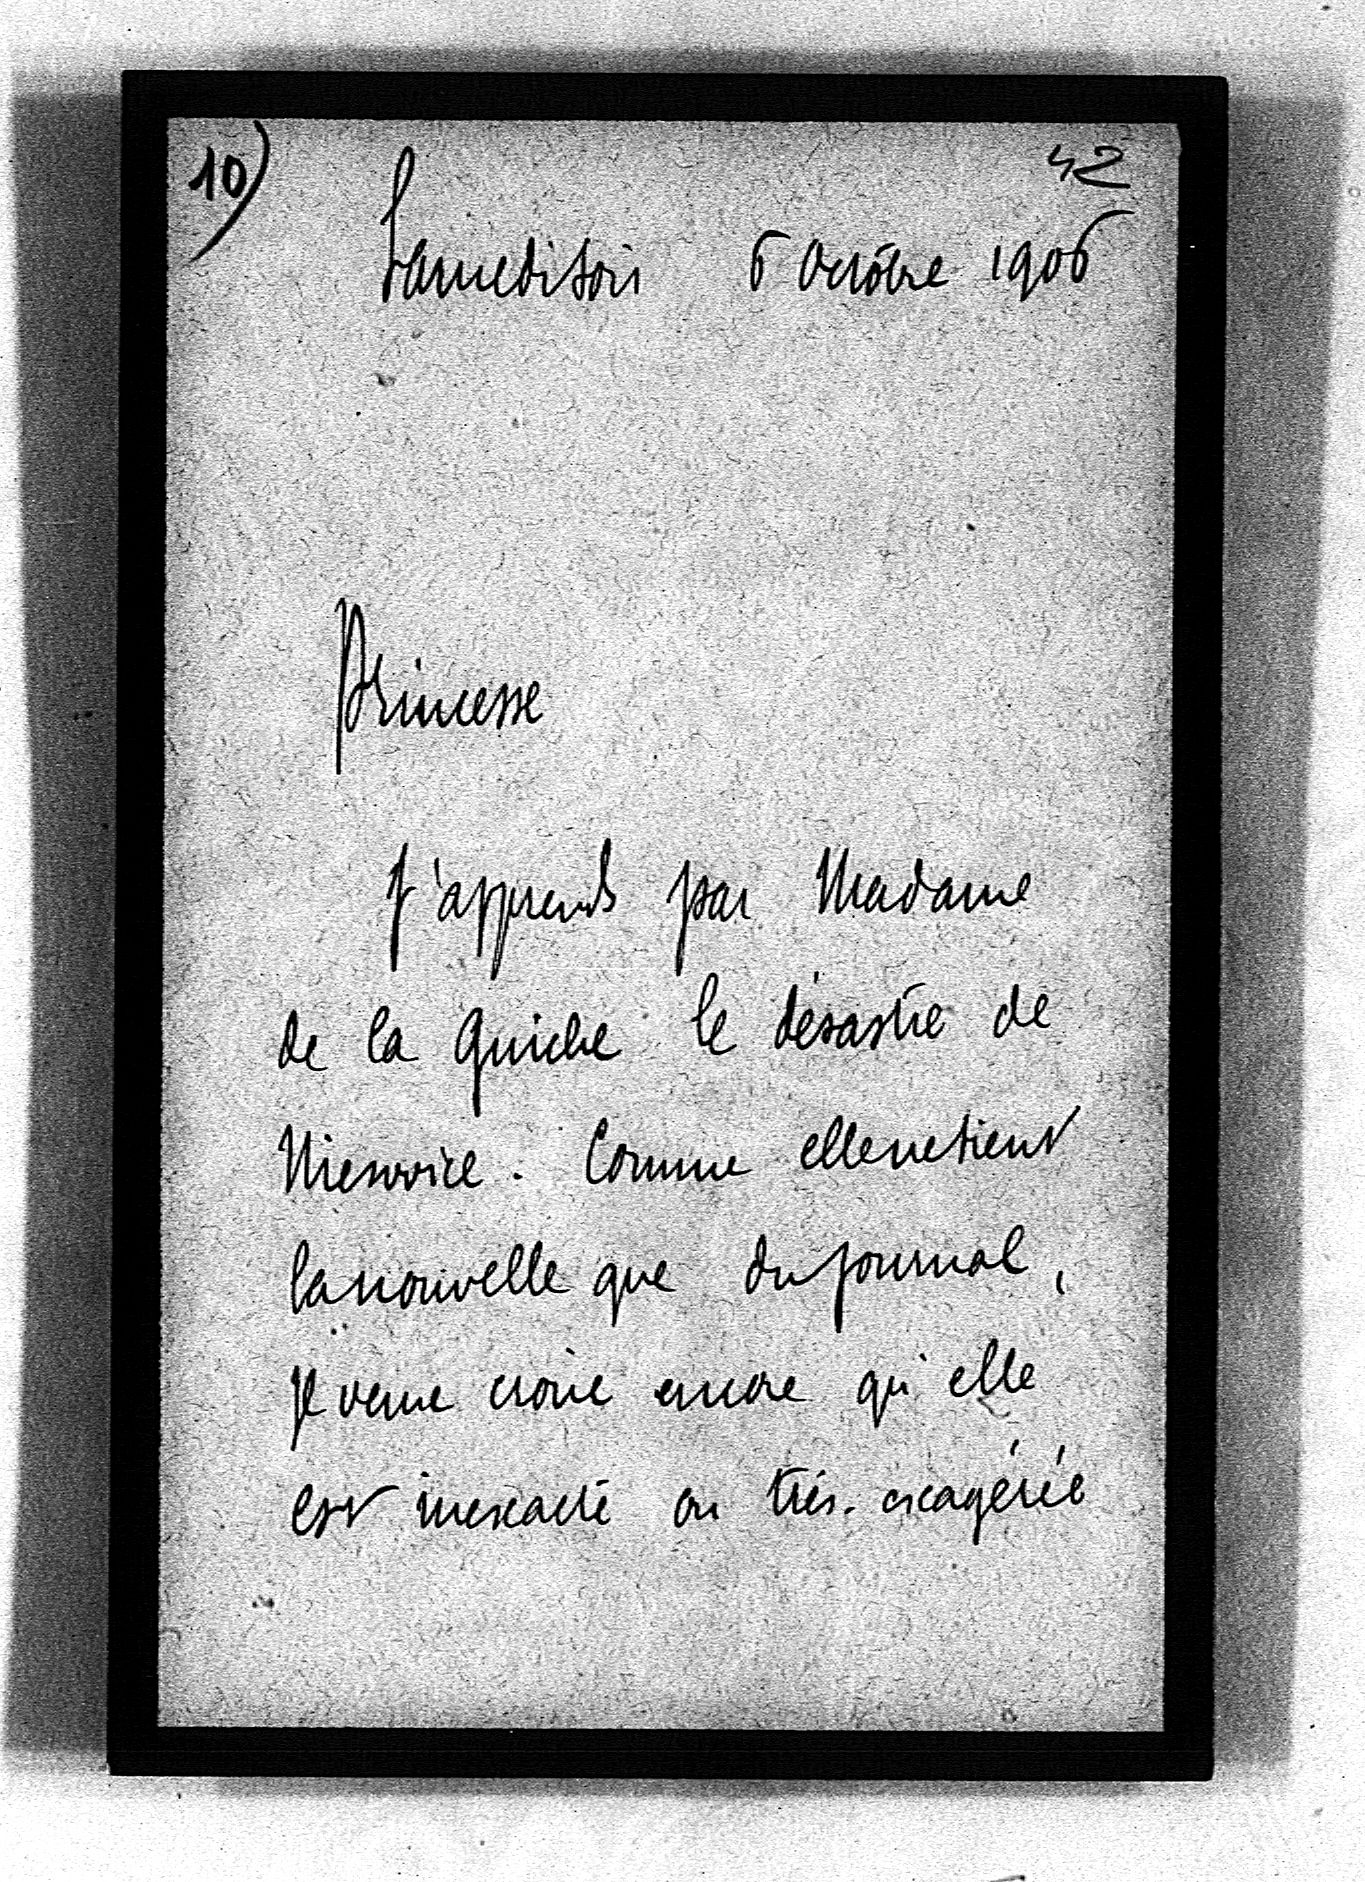 10) 42
Samedi soir 6 Octobre 1906
Princesse
J'apprends par Madame
de la Guiche le désastre de
. Comme elle ne tient
la nouvelle que du journal,
je veux croire encore qu'elle
est inexacte ou très-exagérée